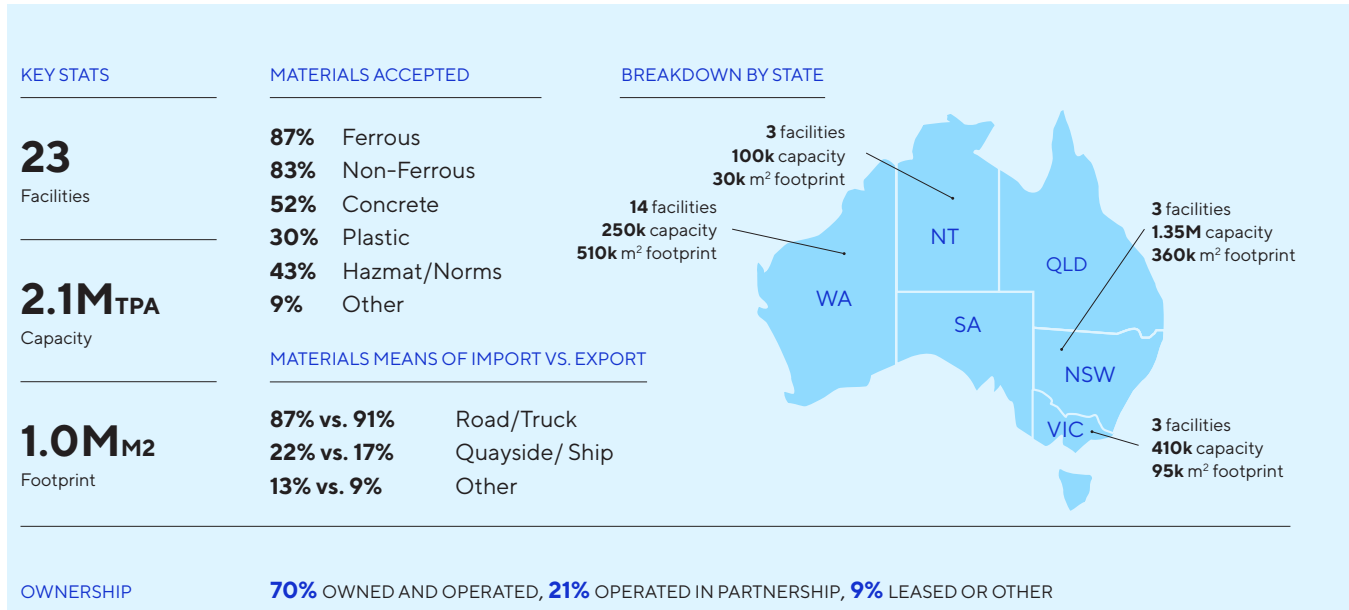 KEY STATS
23
Facilities
2.1MTPA
Capacity
1.0MM2
Footprint
MATERIALS ACCEPTED
87% Ferrous
83% Non-Ferrous
52% Concrete
30% Plastic
43% Hazmat/Norms
9% Other
MATERIALS MEANS OF IMPORT VS. EXPORT
87% vs. 91% Road/Truck
22% vs. 17% Quayside/ Ship
13% vs. 9% Other
BREAKDOWN BY STATE
3 facilities
100k capacity
30k m² footprint
14 facilities
250k capacity
510k m² footprint
3 facilities
1.35M capacity
360k m² footprint
3 facilities
410k capacity
95k m² footprint
NT
QLD
WA
SA
NSW
VIC
OWNERSHIP 70% OWNED AND OPERATED, 21% OPERATED IN PARTNERSHIP, 9% LEASED OR OTHER